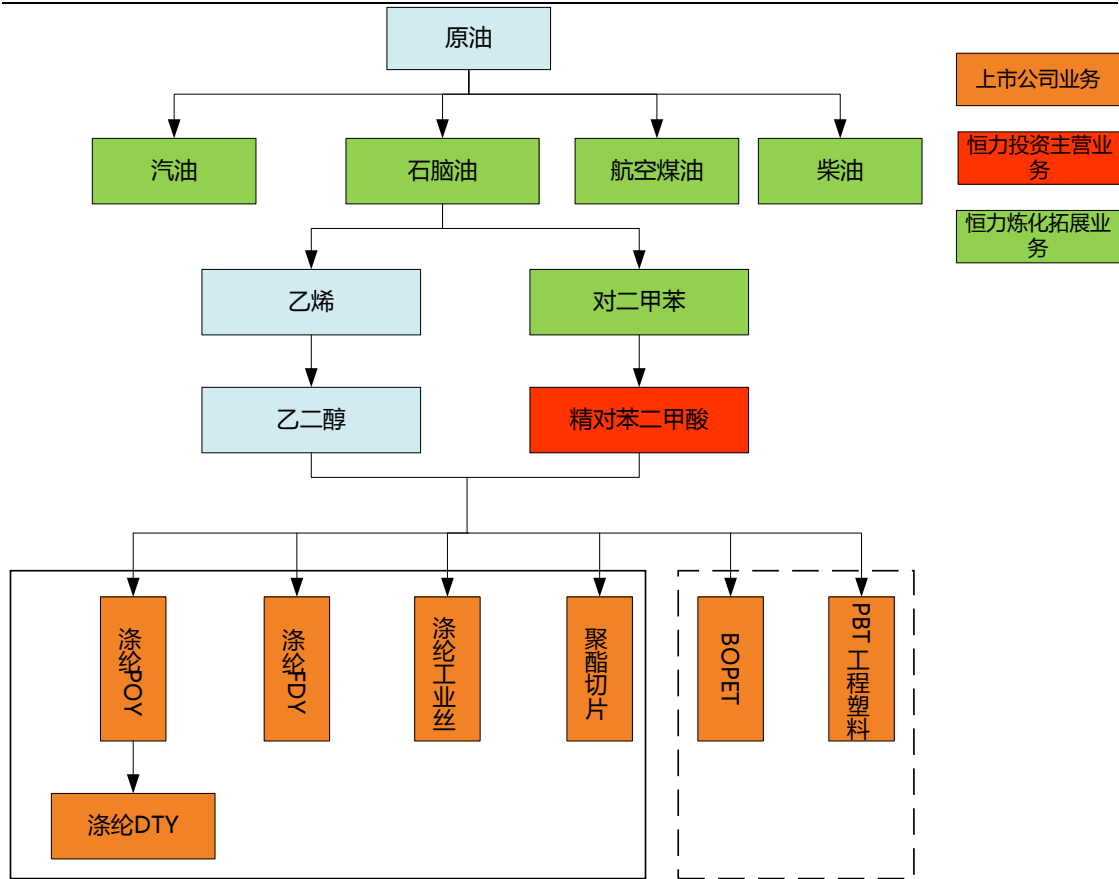 原油
上市公司业务
汽油
石脑油
航空煤油
柴油
恒力投资主营业
务
恒力炼化拓展业
务
乙烯
对二甲苯
乙二醇
精对苯二甲酸
涤纶POY
涤纶FDY
涤纶工业丝
聚酯切片
BOPET
PBT 工程塑料
涤纶DTY